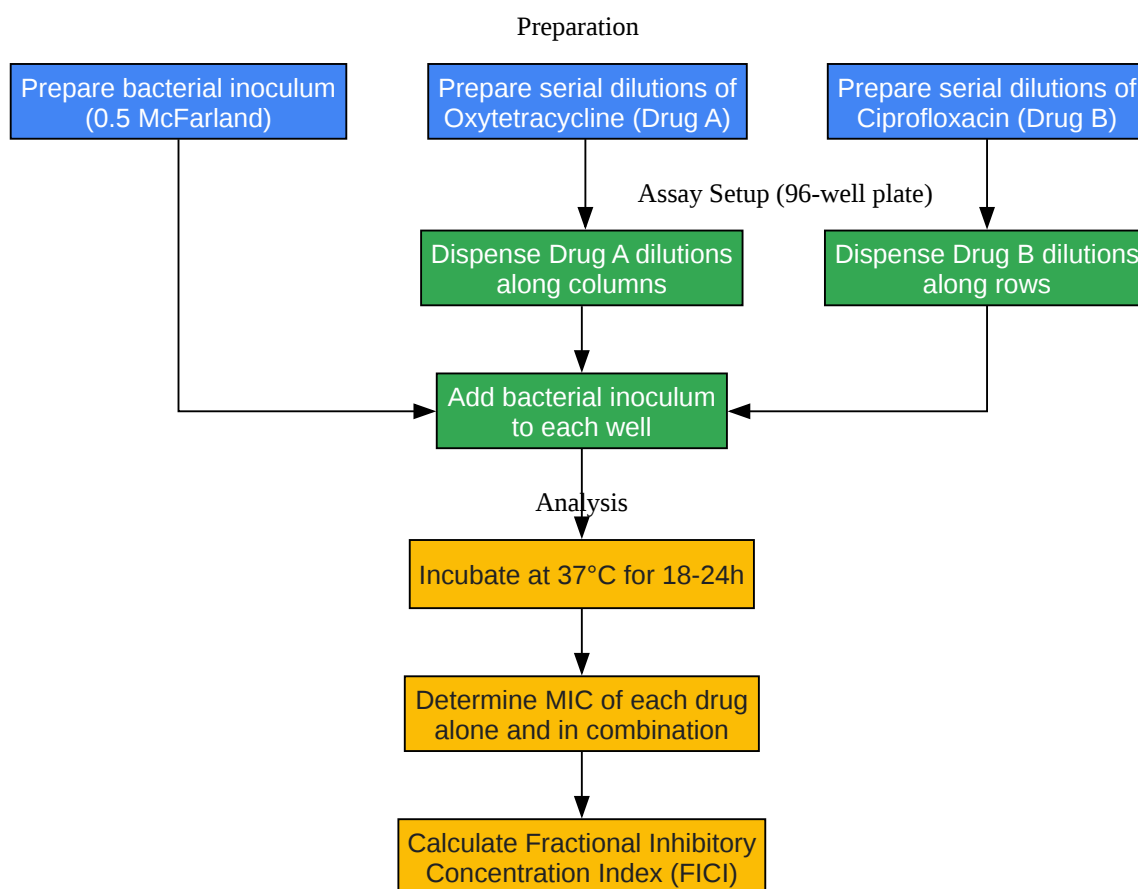 Preparation
Prepare bacterial inoculum
(0.5 McFarland)
Prepare serial dilutions of
Oxytetracycline (Drug A)
Prepare serial dilutions of
Ciprofloxacin (Drug B)
Assay Setup (96-well plate)
Dispense Drug A dilutions
along columns
Dispense Drug B dilutions
along rows
Add bacterial inoculum
to each well
Analysis
Incubate at 37°C for 18-24h
Determine MIC of each drug
alone and in combination
Calculate Fractional Inhibitory
Concentration Index (FICI)